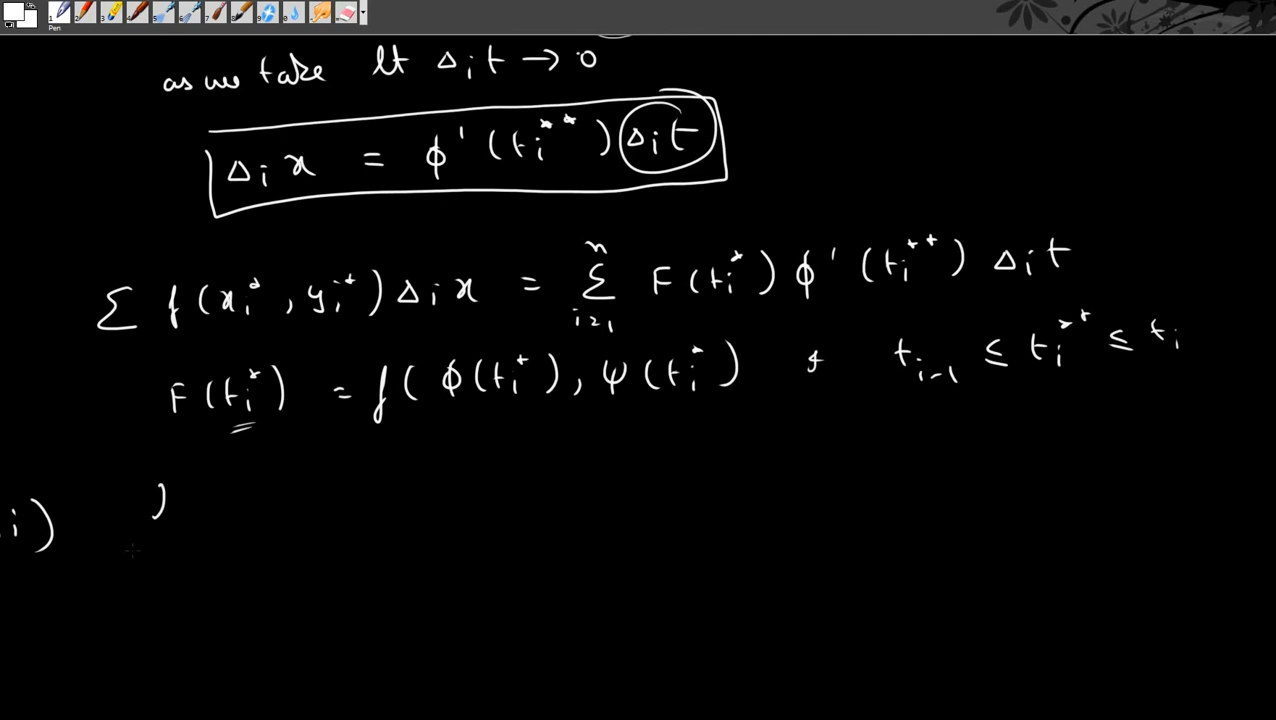 Pen
as we take lt Δᵢt → 0
Δᵢx = φ'(tᵢ**) Δᵢt
Σ f(xᵢ*, yᵢ*) Δᵢx = Σⁿᵢ₌₁ F(tᵢ*) φ'(tᵢ**) Δᵢt
F(tᵢ*) = f(φ(tᵢ*), ψ(tᵢ*)) & tᵢ₋₁ ≤ tᵢ** ≤ tᵢ
i) )